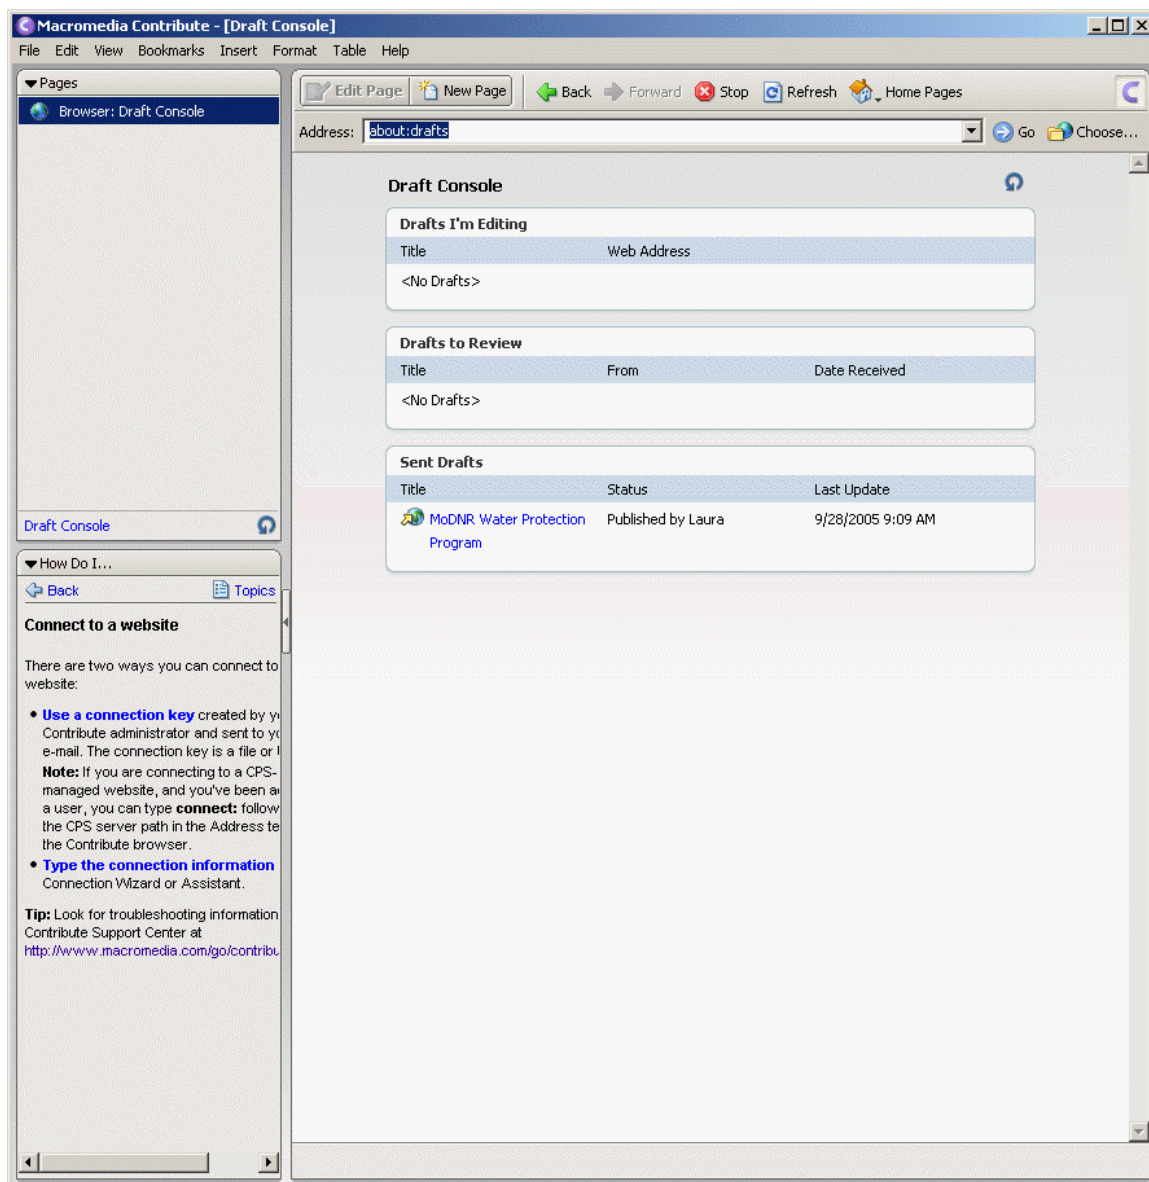 Macromedia Contribute - [Draft Console]
File Edit View Bookmarks Insert Format Table Help
Pages
Browser: Draft Console
Draft Console
How Do I...
Back Topics
Connect to a website
There are two ways you can connect to
website:
• Use a connection key created by
Contribute administrator and sent to
e-mail. The connection key is a file or
Note: If you are connecting to a CPS-
managed website, and you've been
a user, you can type connect: follow
the CPS server path in the Address te
the Contribute browser.
• Type the connection information
Connection Wizard or Assistant.
Tip: Look for troubleshooting information
Contribute Support Center at
http://www.macromedia.com/go/contribu
Edit Page New Page Back Forward Stop Refresh Home Pages
Address: about:drafts Go Choose...
Draft Console
Drafts I'm Editing
Title Web Address
<No Drafts>
Drafts to Review
Title From Date Received
<No Drafts>
Sent Drafts
Title Status Last Update
MoDNR Water Protection Published by Laura 9/28/2005 9:09 AM
Program